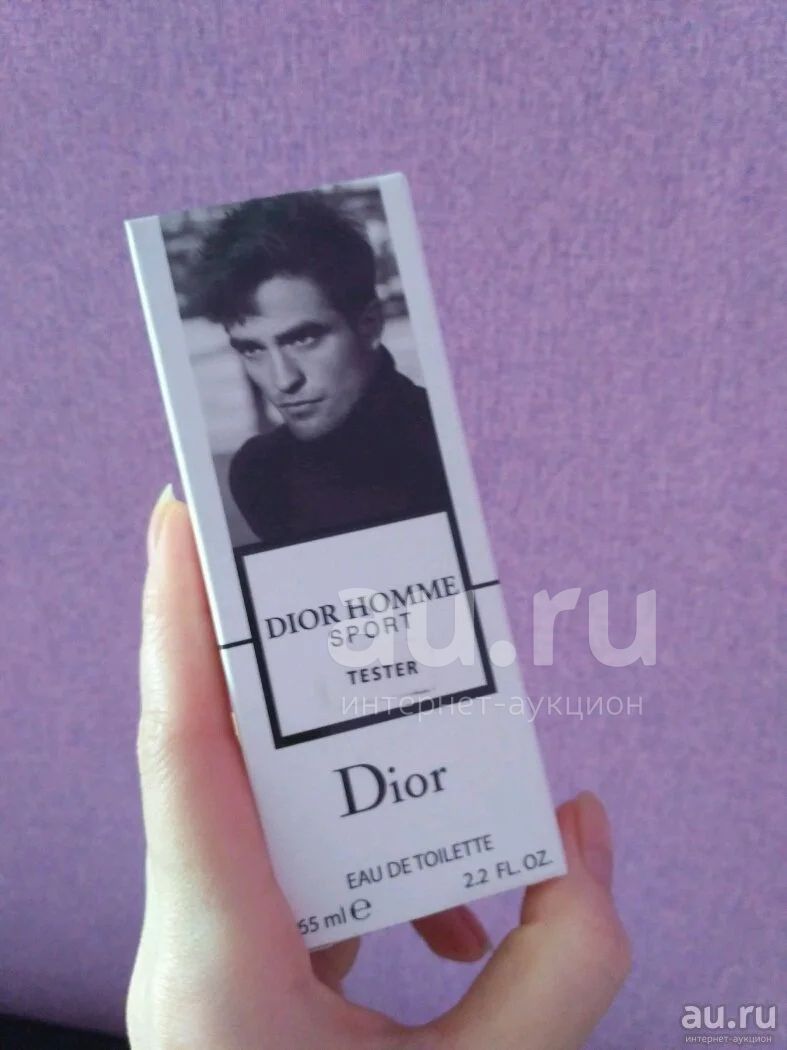 DIOR HOMME
SPORT
TESTER
Dior
EAU DE TOILETTE
65 ml e 2.2 FL. OZ.
au.ru
интернет-аукцион
au.ru
интернет-аукцион